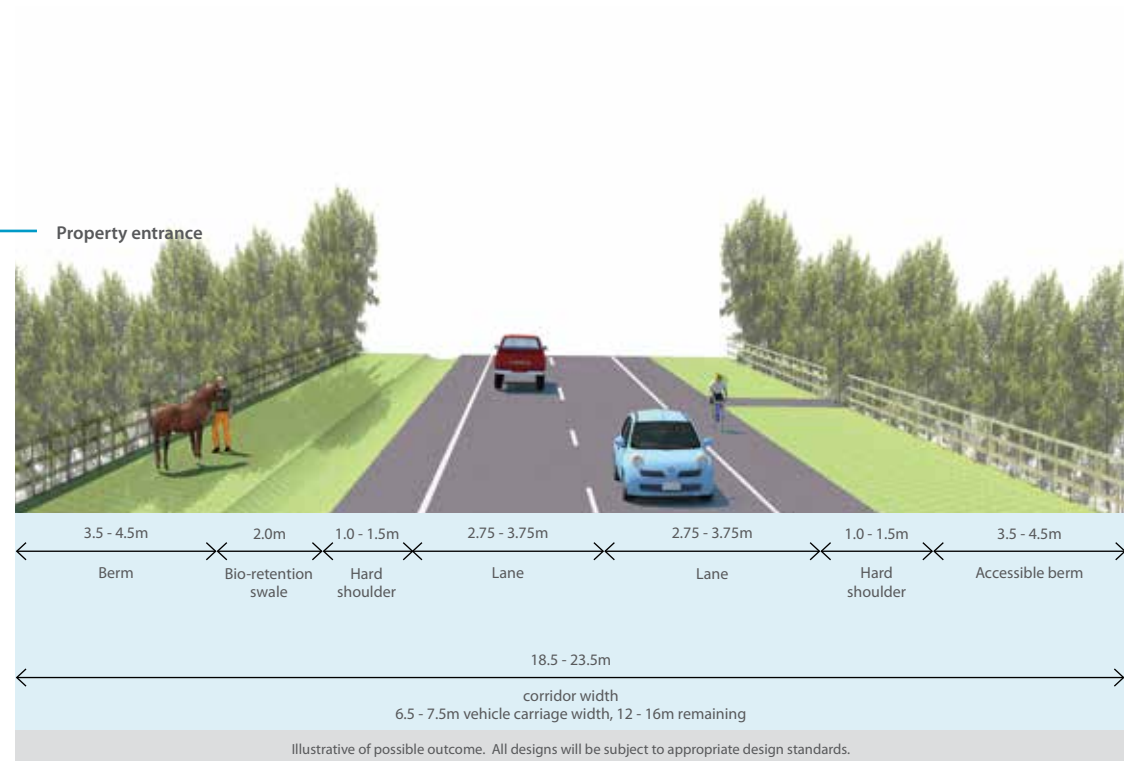 Property entrance
3.5 - 4.5m
2.0m
1.0 - 1.5m
2.75 - 3.75m
2.75 - 3.75m
1.0 - 1.5m
3.5 - 4.5m
Berm
Bio-retention
swale
Hard
shoulder
Lane
Lane
Hard
shoulder
Accessible berm
18.5 - 23.5m
corridor width
6.5 - 7.5m vehicle carriage width, 12 - 16m remaining
Illustrative of possible outcome. All designs will be subject to appropriate design standards.